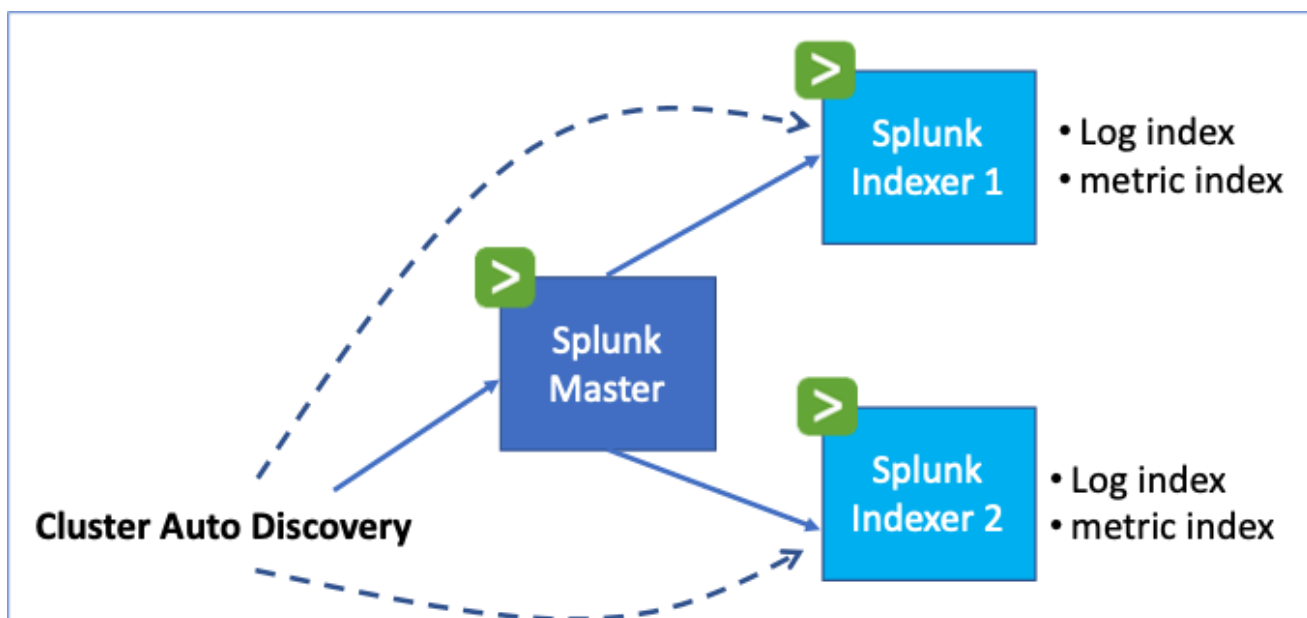 >
Splunk
Indexer 1
• Log index
• metric index
>
Splunk
Master
>
Splunk
Indexer 2
• Log index
• metric index
Cluster Auto Discovery